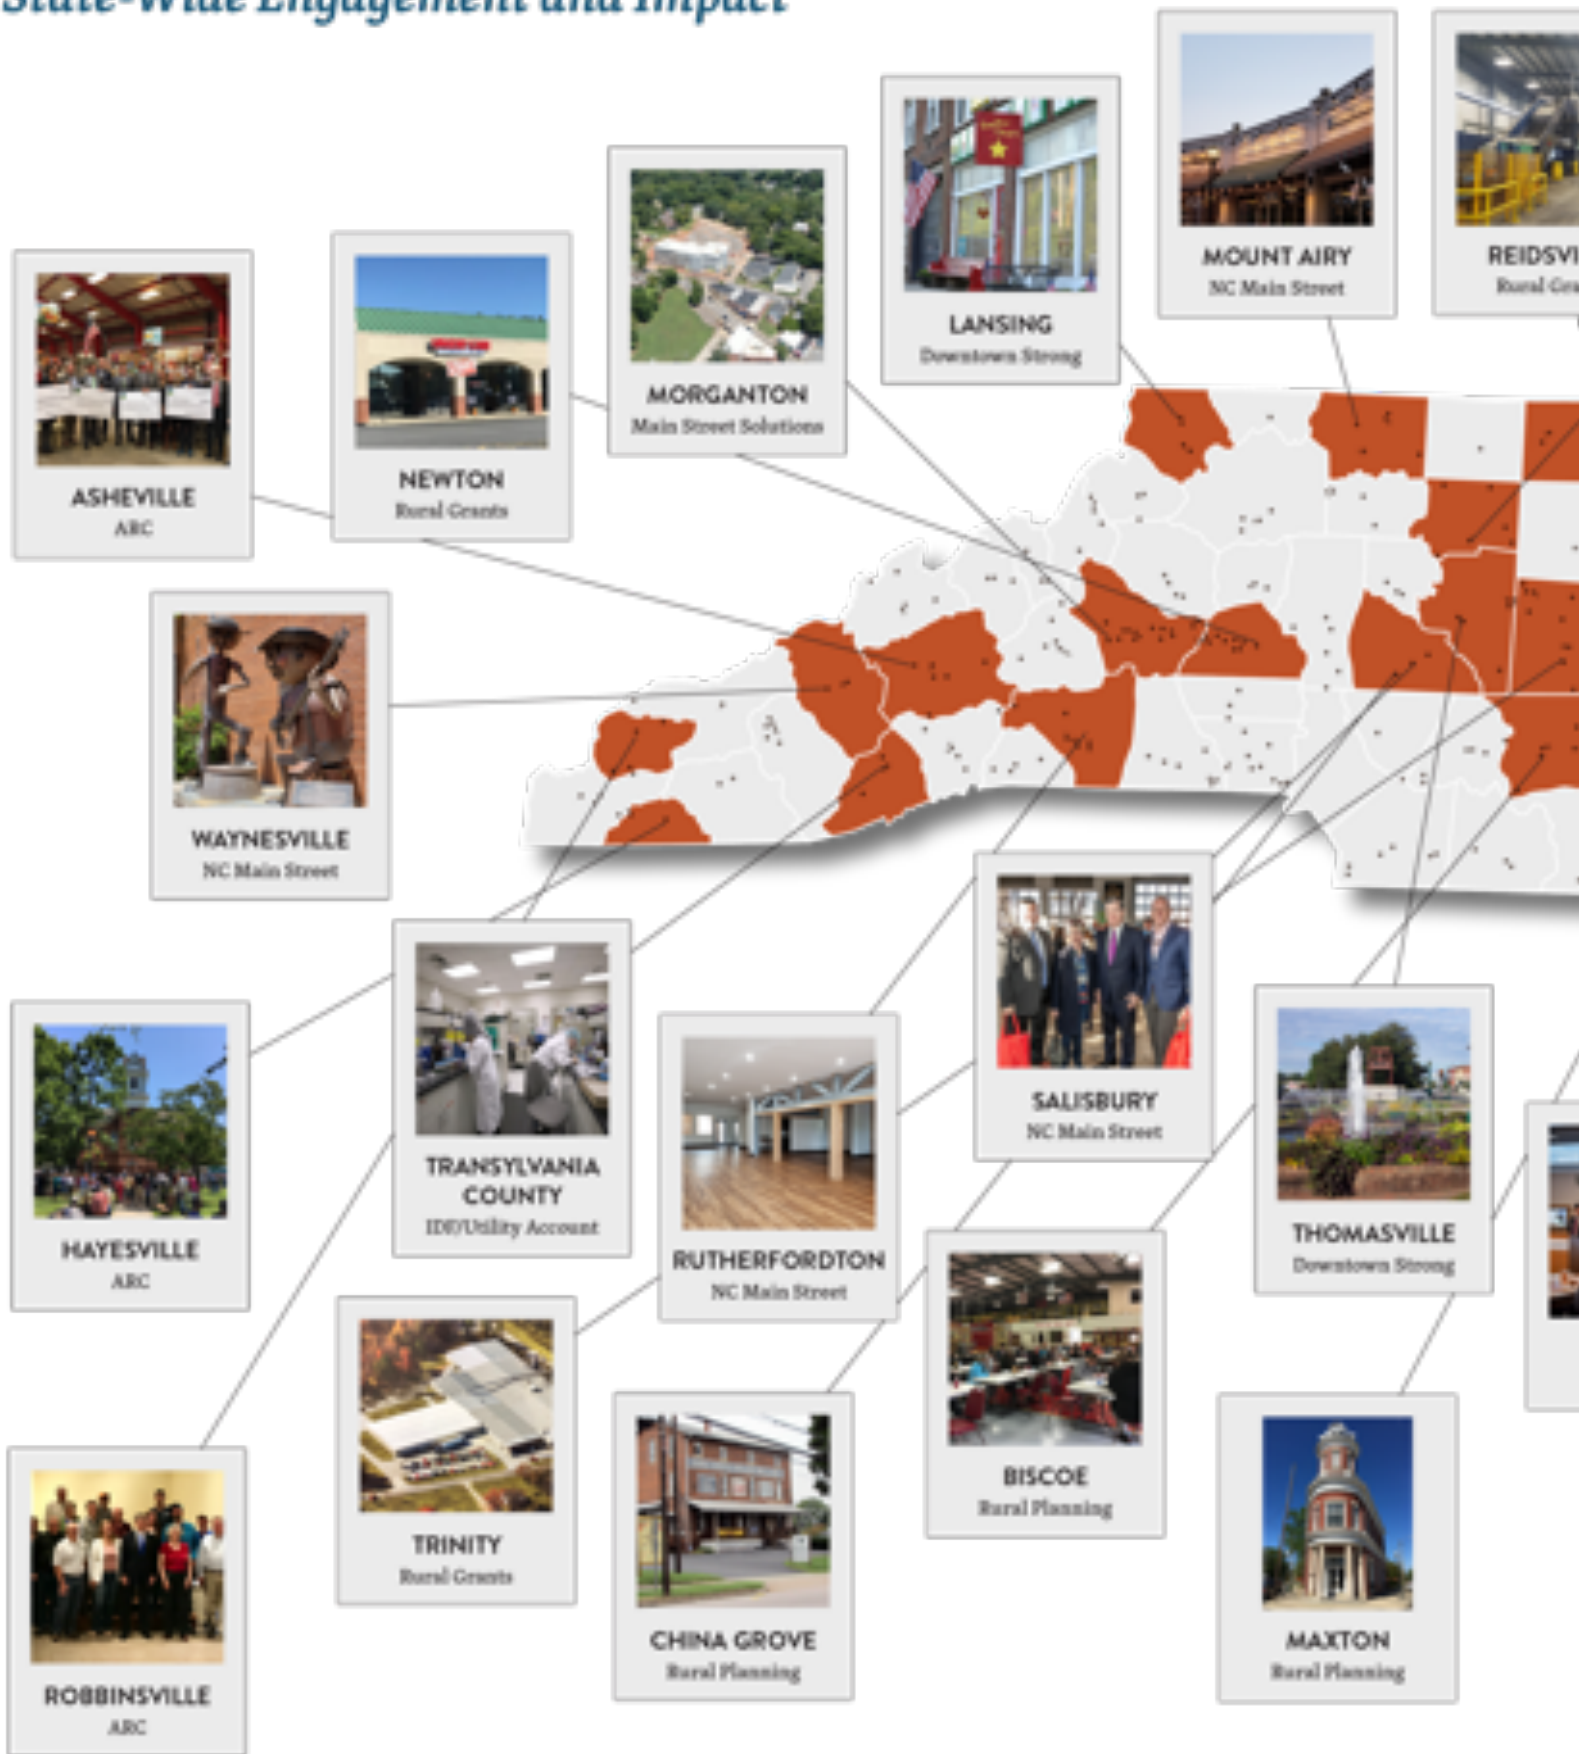 State-Wide Engagement and Impact
MOUNT AIRY
NC Main Street
REIDSVI
Rural Gra
LANSING
Downtown Strong
MORGANTON
Main Street Solutions
NEWTON
Rural Grants
ASHEVILLE
ARC
WAYNESVILLE
NC Main Street
TRANSYLVANIA
COUNTY
IDF/Utility Account
SALISBURY
NC Main Street
THOMASVILLE
Downtown Strong
HAYESVILLE
ARC
RUTHERFORDTON
NC Main Street
BISCOE
Rural Planning
TRINITY
Rural Grants
CHINA GROVE
Rural Planning
MAXTON
Rural Planning
ROBBINSVILLE
ARC